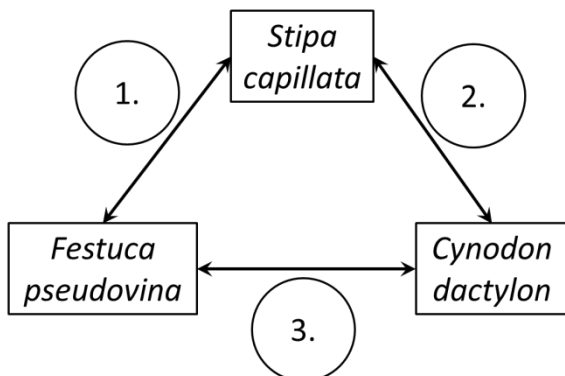 Stipa
capillata
1.
2.
Festuca
pseudovina
Cynodon
dactylon
3.